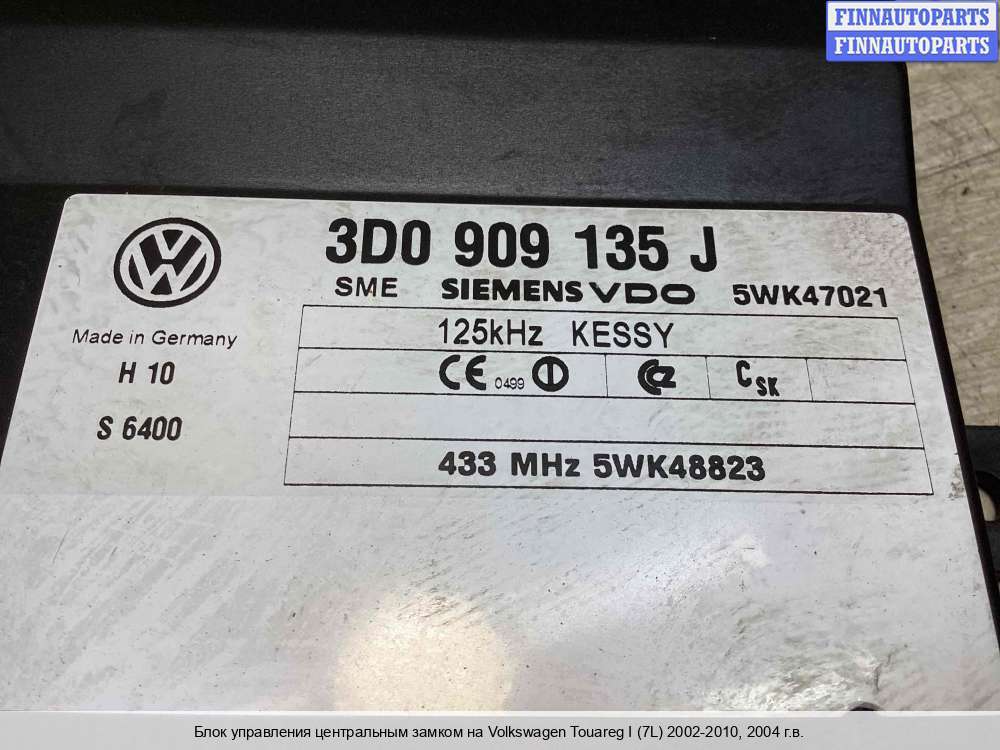 FINNAUTOPARTS
FINNAUTOPARTS
3D0 909 135 J
SME SIEMENS VDO 5WK47021
Made in Germany
125kHz KESSY
H 10
CE 0499 CSK
S 6400
433 MHz 5WK48823
Блок управления центральным замком на Volkswagen Touareg I (7L) 2002-2010, 2004 г.в.